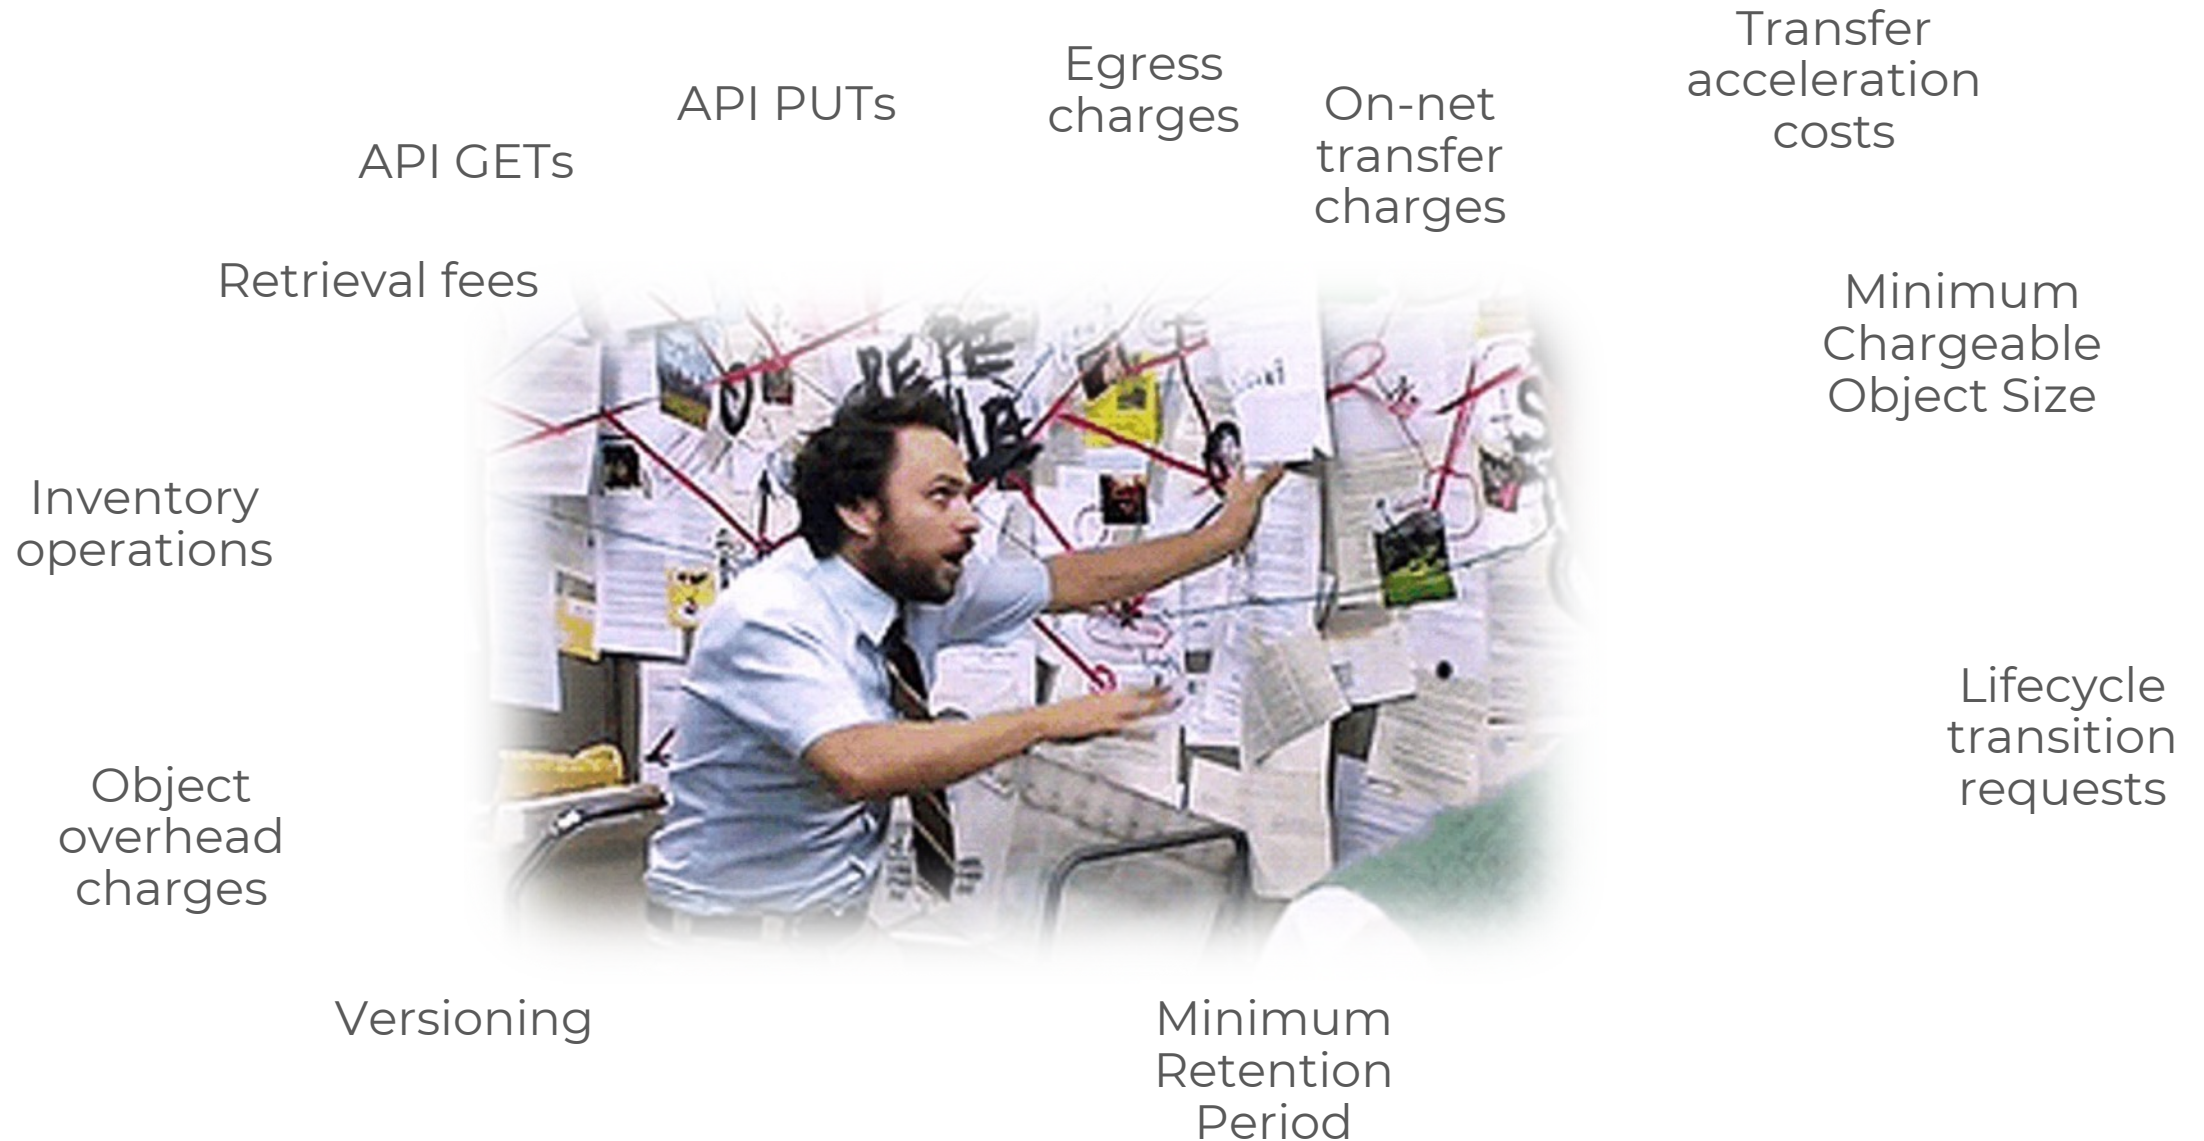 Transfer
acceleration
costs
Egress
charges
API PUTs
On-net
transfer
charges
API GETs
Retrieval fees
Minimum
Chargeable
Object Size
Inventory
operations
Lifecycle
transition
requests
Object
overhead
charges
Versioning
Minimum
Retention
Period
PEPE